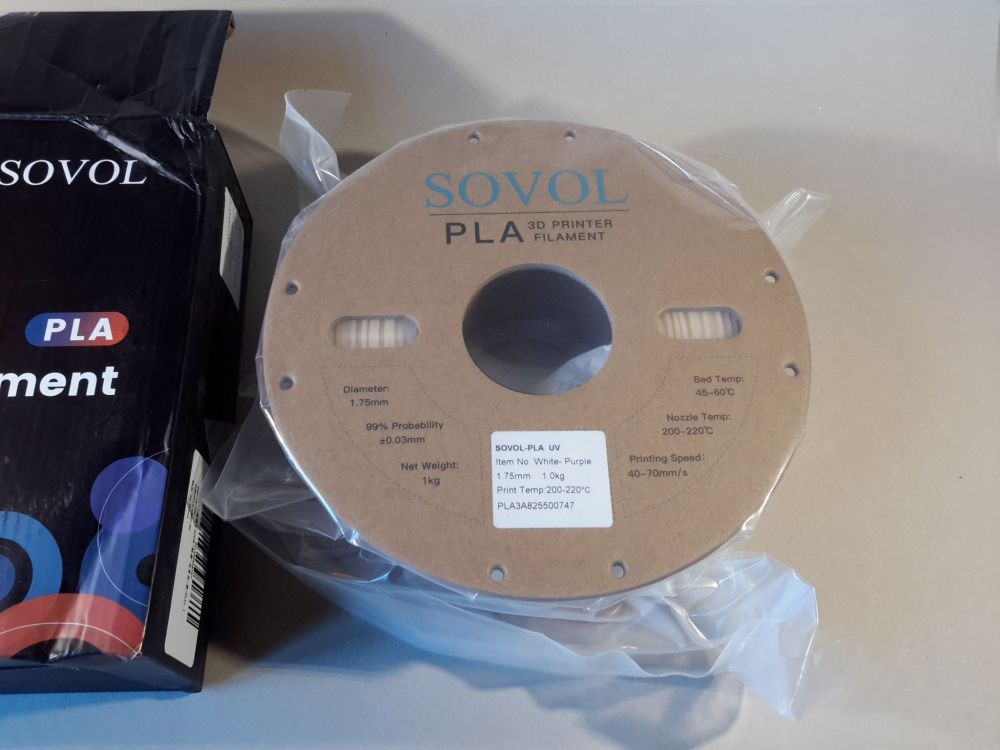 SOVOL
PLA
ment
SOVOL
PLA 3D PRINTER
FILAMENT
Diameter:
1.75mm
99% Probability
±0.03mm
Net Weight:
1kg
Bed Temp:
45-60℃
Nozzle Temp:
200-220℃
Printing Speed:
40-70mm/s
SOVOL-PLA UV
Item No: White- Purple
1.75mm 1.0kg
Print Temp:200-220°C
PLA3A825500747